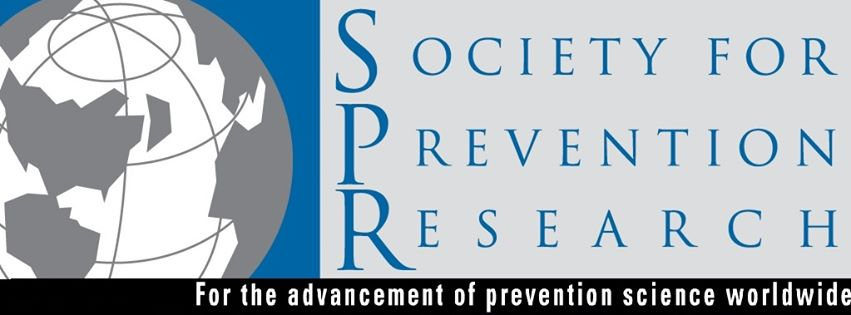 SOCIETY FOR
PREVENTION
RESEARCH
For the advancement of prevention science worldwide